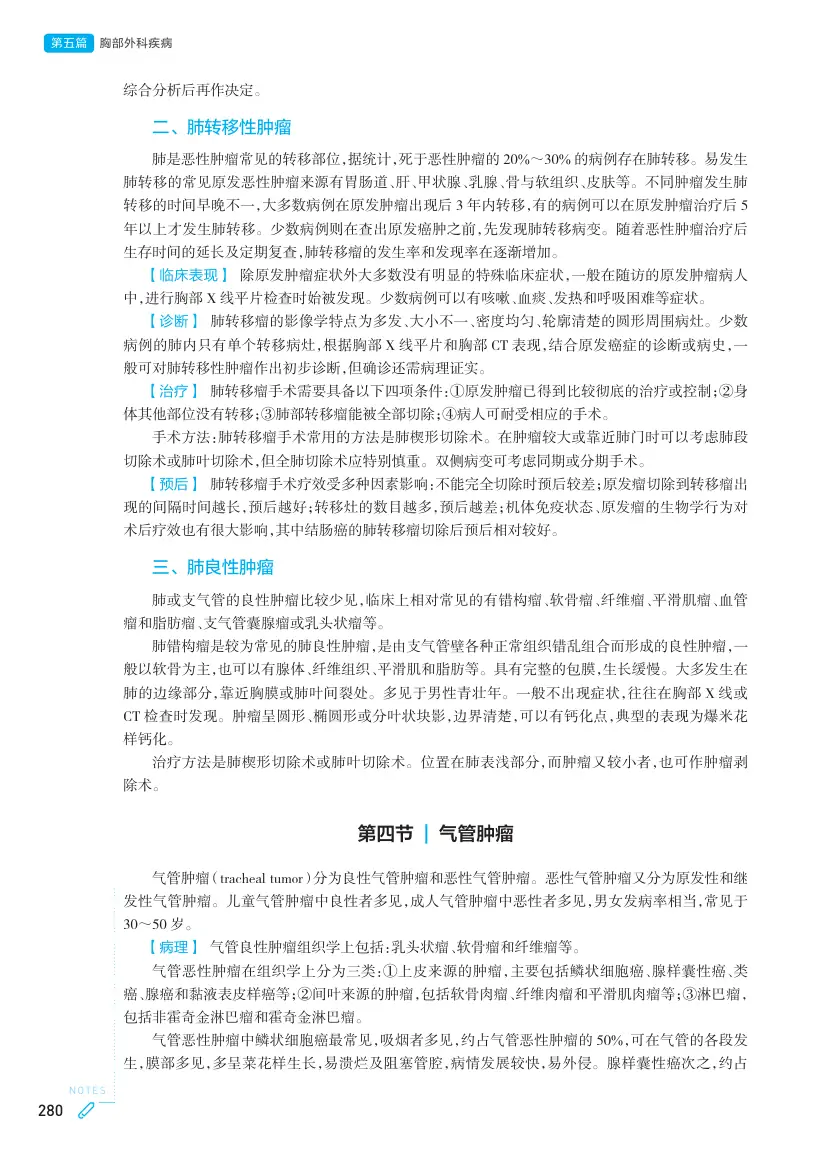 第五篇 胸部外科疾病
综合分析后再作决定。
二、肺转移性肿瘤
肺是恶性肿瘤常见的转移部位,据统计,死于恶性肿瘤的 20%～30% 的病例存在肺转移。易发生
肺转移的常见原发恶性肿瘤来源有胃肠道、肝、甲状腺、乳腺、骨与软组织、皮肤等。不同肿瘤发生肺
转移的时间早晚不一,大多数病例在原发肿瘤出现后 3 年内转移,有的病例可以在原发肿瘤治疗后 5
年以上才发生肺转移。少数病例则在查出原发癌肿之前,先发现肺转移病变。随着恶性肿瘤治疗后
生存时间的延长及定期复查,肺转移瘤的发生率和发现率在逐渐增加。
【临床表现】 除原发肿瘤症状外大多数没有明显的特殊临床症状,一般在随访的原发肿瘤病人
中,进行胸部 X 线平片检查时始被发现。少数病例可以有咳嗽、血痰、发热和呼吸困难等症状。
【诊断】 肺转移瘤的影像学特点为多发、大小不一、密度均匀、轮廓清楚的圆形周围病灶。少数
病例的肺内只有单个转移病灶,根据胸部 X 线平片和胸部 CT 表现,结合原发癌症的诊断或病史,一
般可对肺转移性肿瘤作出初步诊断,但确诊还需病理证实。
【治疗】 肺转移瘤手术需要具备以下四项条件:①原发肿瘤已得到比较彻底的治疗或控制;②身
体其他部位没有转移;③肺部转移瘤能被全部切除;④病人可耐受相应的手术。
手术方法:肺转移瘤手术常用的方法是肺楔形切除术。在肿瘤较大或靠近肺门时可以考虑肺段
切除术或肺叶切除术,但全肺切除术应特别慎重。双侧病变可考虑同期或分期手术。
【预后】 肺转移瘤手术疗效受多种因素影响:不能完全切除时预后较差;原发瘤切除到转移瘤出
现的间隔时间越长,预后越好;转移灶的数目越多,预后越差;机体免疫状态、原发瘤的生物学行为对
术后疗效也有很大影响,其中结肠癌的肺转移瘤切除后预后相对较好。
三、肺良性肿瘤
肺或支气管的良性肿瘤比较少见,临床上相对常见的有错构瘤、软骨瘤、纤维瘤、平滑肌瘤、血管
瘤和脂肪瘤、支气管囊腺瘤或乳头状瘤等。
肺错构瘤是较为常见的肺良性肿瘤,是由支气管壁各种正常组织错乱组合而形成的良性肿瘤,一
般以软骨为主,也可以有腺体、纤维组织、平滑肌和脂肪等。具有完整的包膜,生长缓慢。大多发生在
肺的边缘部分,靠近胸膜或肺叶间裂处。多见于男性青壮年。一般不出现症状,往往在胸部 X 线或
CT 检查时发现。肿瘤呈圆形、椭圆形或分叶状块影,边界清楚,可以有钙化点,典型的表现为爆米花
样钙化。
治疗方法是肺楔形切除术或肺叶切除术。位置在肺表浅部分,而肿瘤又较小者,也可作肿瘤剥
除术。
第四节 | 气管肿瘤
气管肿瘤(tracheal tumor)分为良性气管肿瘤和恶性气管肿瘤。恶性气管肿瘤又分为原发性和继
发性气管肿瘤。儿童气管肿瘤中良性者多见,成人气管肿瘤中恶性者多见,男女发病率相当,常见于
30～50 岁。
【病理】 气管良性肿瘤组织学上包括:乳头状瘤、软骨瘤和纤维瘤等。
气管恶性肿瘤在组织学上分为三类:①上皮来源的肿瘤,主要包括鳞状细胞癌、腺样囊性癌、类
癌、腺癌和黏液表皮样癌等;②间叶来源的肿瘤,包括软骨肉瘤、纤维肉瘤和平滑肌肉瘤等;③淋巴瘤,
包括非霍奇金淋巴瘤和霍奇金淋巴瘤。
气管恶性肿瘤中鳞状细胞癌最常见,吸烟者多见,约占气管恶性肿瘤的 50%,可在气管的各段发
生,膜部多见,多呈菜花样生长,易溃烂及阻塞管腔,病情发展较快,易外侵。腺样囊性癌次之,约占
NOTES
280